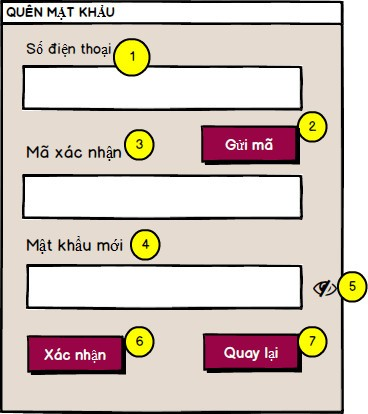 QUÊN MẬT KHẨU
Số điện thoại 1
2
Gửi mã
Mã xác nhận 3
Mật khẩu mới 4
5
6
7
Xác nhận
Quay lại